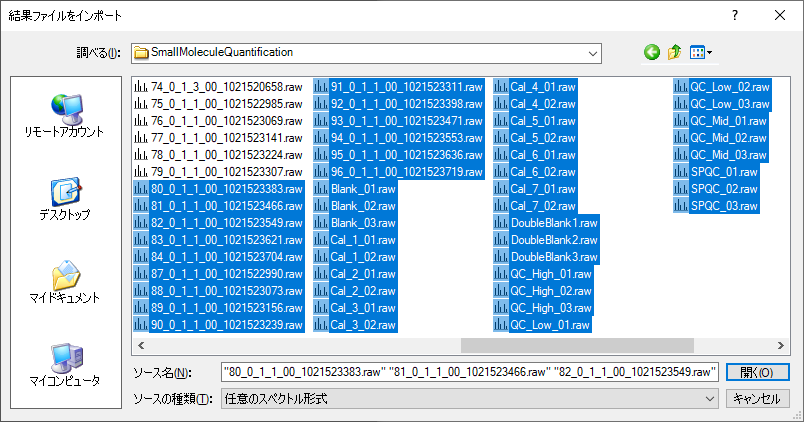 結果ファイルをインポート
調べる(I):
SmallMoleculeQuantification
リモートアカウント
デスクトップ
マイドキュメント
マイコンピュータ
74_0_1_3_00_1021520658.raw
75_0_1_1_00_1021522985.raw
76_0_1_1_00_1021523069.raw
77_0_1_1_00_1021523141.raw
78_0_1_1_00_1021523224.raw
79_0_1_1_00_1021523307.raw
80_0_1_1_00_1021523383.raw
81_0_1_1_00_1021523466.raw
82_0_1_1_00_1021523549.raw
83_0_1_1_00_1021523621.raw
84_0_1_1_00_1021523704.raw
87_0_1_1_00_1021522990.raw
88_0_1_1_00_1021523073.raw
89_0_1_1_00_1021523156.raw
90_0_1_1_00_1021523239.raw
91_0_1_1_00_1021523311.raw
92_0_1_1_00_1021523398.raw
93_0_1_1_00_1021523471.raw
94_0_1_1_00_1021523553.raw
95_0_1_1_00_1021523636.raw
96_0_1_1_00_1021523719.raw
Blank_01.raw
Blank_02.raw
Blank_03.raw
Cal_1_01.raw
Cal_1_02.raw
Cal_2_01.raw
Cal_2_02.raw
Cal_3_01.raw
Cal_3_02.raw
Cal_4_01.raw
Cal_4_02.raw
Cal_5_01.raw
Cal_5_02.raw
Cal_6_01.raw
Cal_6_02.raw
Cal_7_01.raw
Cal_7_02.raw
DoubleBlank1.raw
DoubleBlank2.raw
DoubleBlank3.raw
QC_High_01.raw
QC_High_02.raw
QC_High_03.raw
QC_Low_01.raw
QC_Low_02.raw
QC_Low_03.raw
QC_Mid_01.raw
QC_Mid_02.raw
QC_Mid_03.raw
SPQC_01.raw
SPQC_02.raw
SPQC_03.raw
ソース名(N):
"80_0_1_1_00_1021523383.raw" "81_0_1_1_00_1021523466.raw" "82_0_1_1_00_1021523549.raw"
開く(O)
ソースの種類(T):
任意のスペクトル形式
キャンセル